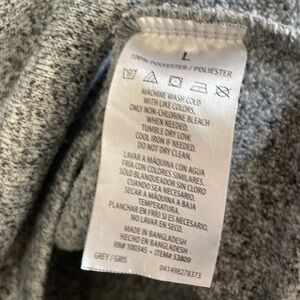 L
100% POLYESTER / POLIÉSTER
MACHINE WASH COLD
WITH LIKE COLORS.
ONLY NON-CHLORINE BLEACH
WHEN NEEDED.
TUMBLE DRY LOW.
COOL IRON IF NEEDED.
DO NOT DRY CLEAN.
LAVAR A MÁQUINA CON AGUA
FRÍA CON COLORES SIMILARES.
SÓLO BLANQUEADOR SIN CLORO
CUANDO SEA NECESARIO.
SECAR A MÁQUINA A BAJA
TEMPERATURA.
PLANCHAR EN FRÍO SI ES NECESARIO.
NO LAVAR EN SECO.
MADE IN BANGLADESH
HECHO EN BANGLADESH
RN# 100345 - ITEM# 53809
GREY / GRIS 041498278373